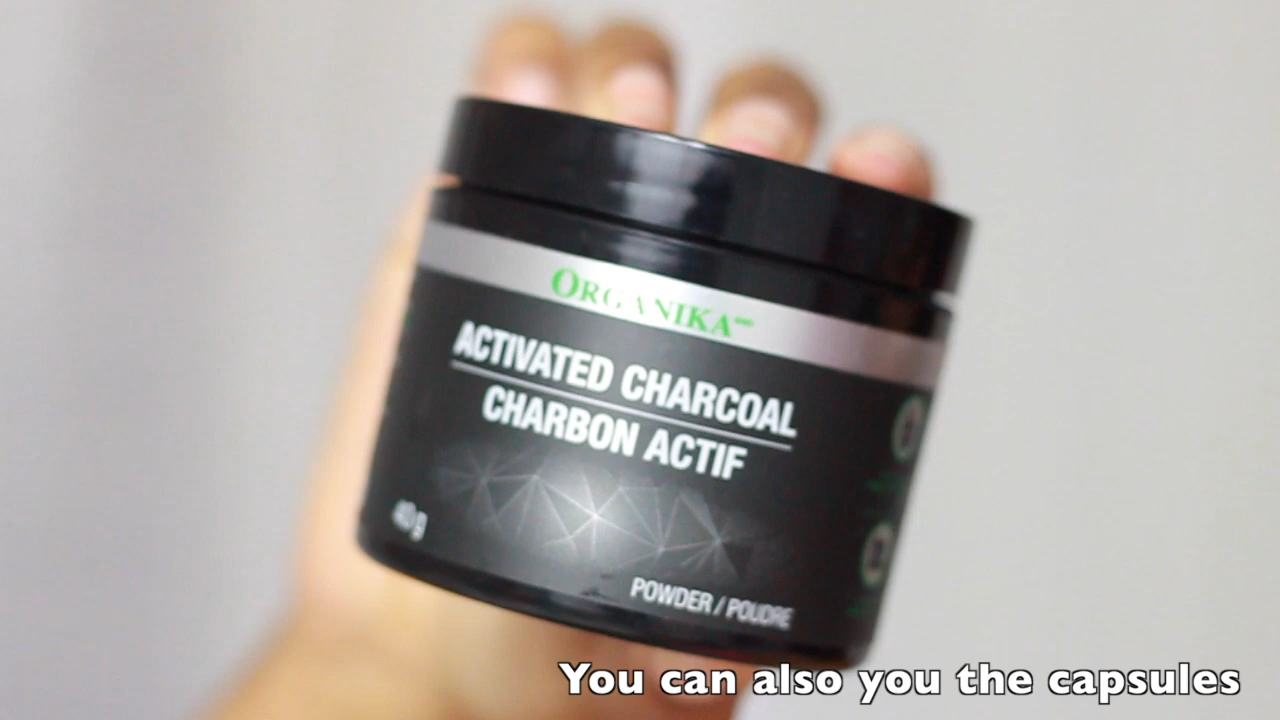 ORGANIKA
ACTIVATED CHARCOAL
CHARBON ACTIF
40 g
POWDER / POUDRE
You can also you the capsules